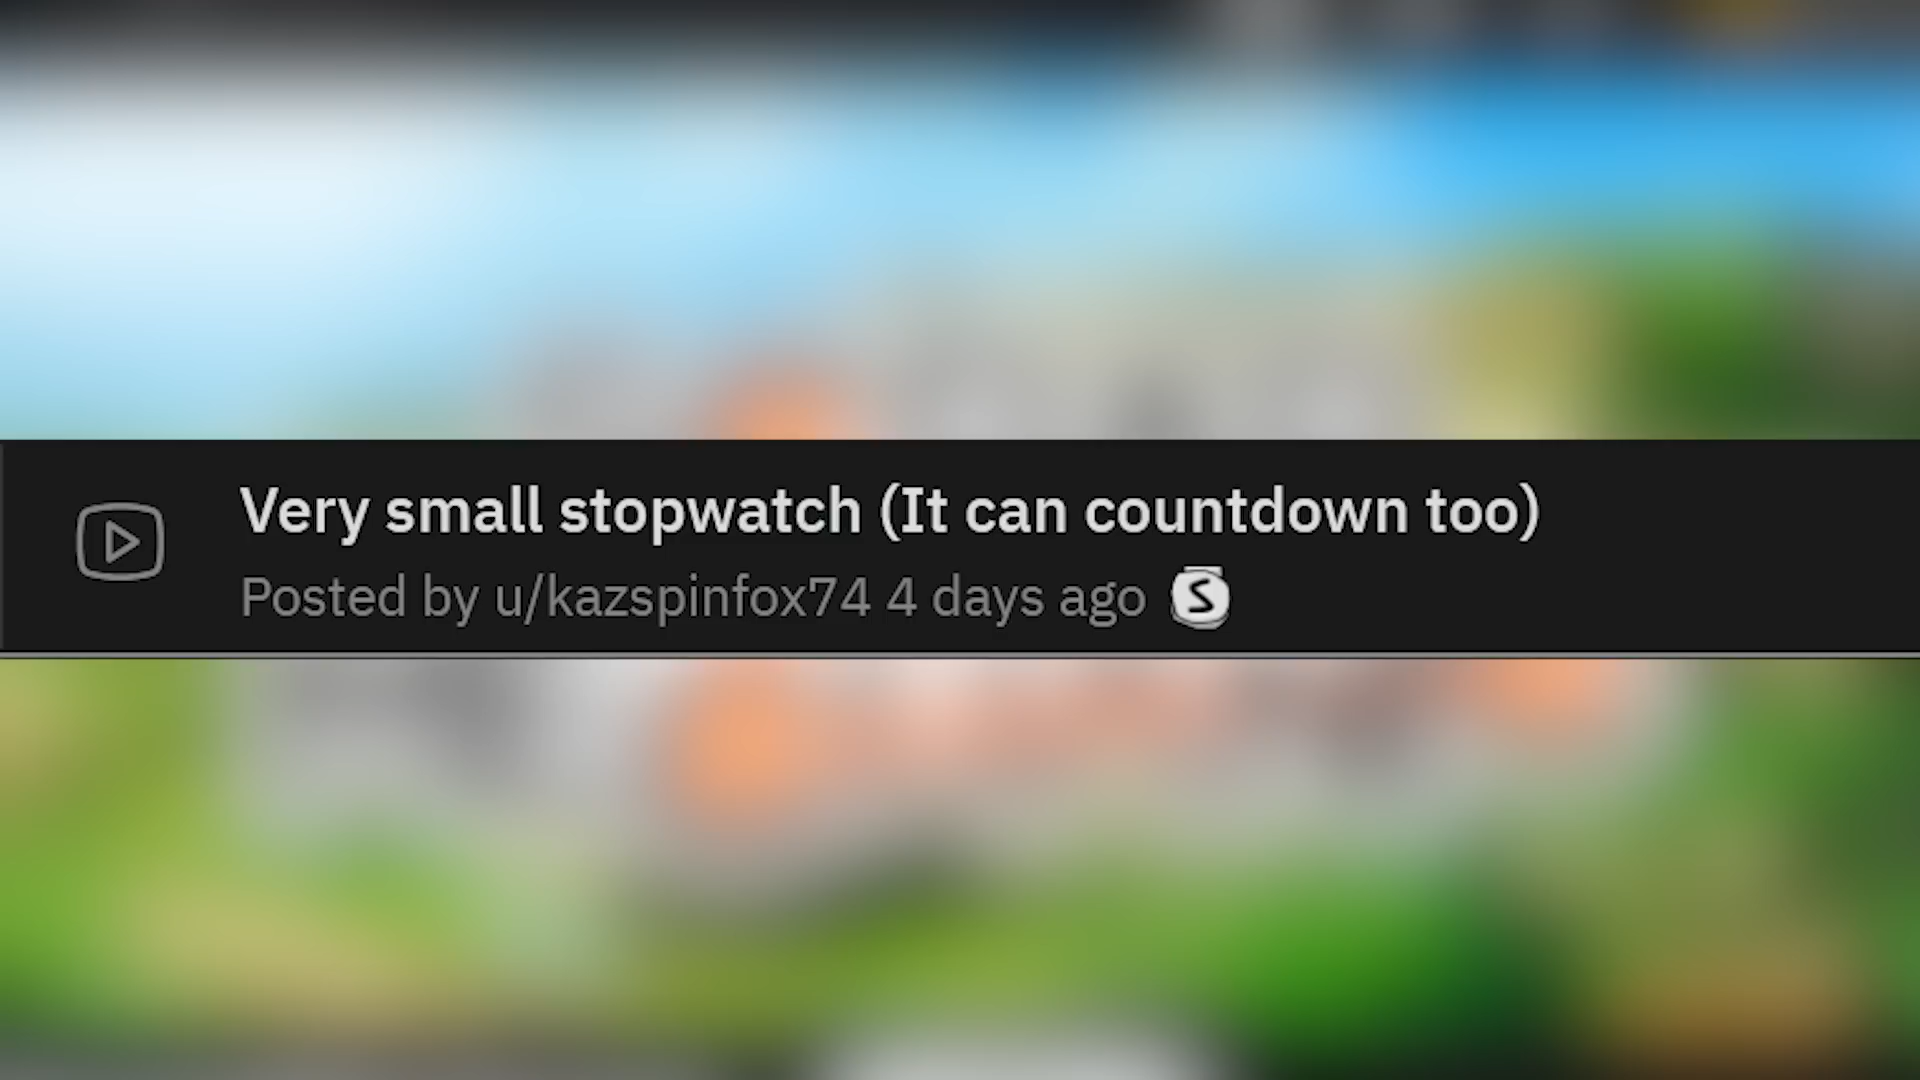 Very small stopwatch (It can countdown too)
Posted by u/kazspinfox74 4 days ago S